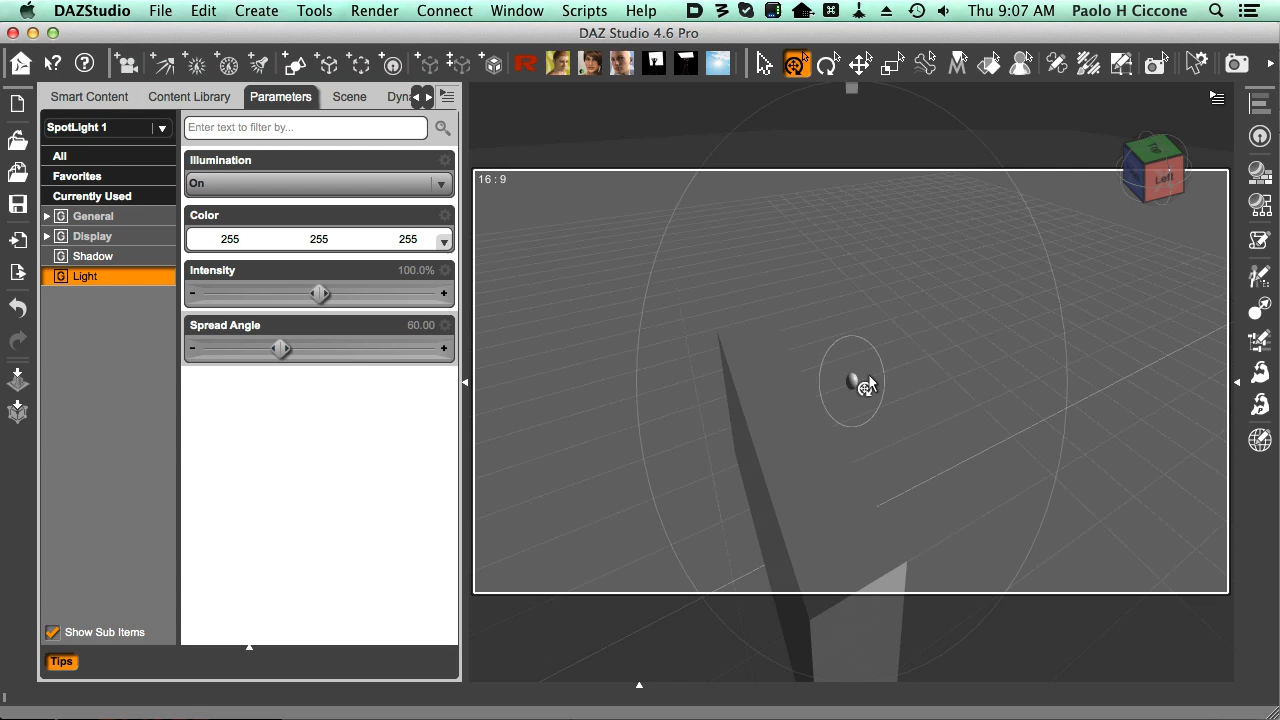 DAZStudio File Edit Create Tools Render Connect Window Scripts Help Thu 9:07 AM Paolo H Ciccone
DAZ Studio 4.6 Pro
Smart Content Content Library Parameters Scene
SpotLight 1
Enter text to filter by...
All
Favorites
Currently Used
General
Display
Shadow
Light
Illumination
On
Color
255 255 255
Intensity 100.0%
Spread Angle 60.00
16 : 9
Left
Show Sub Items
Tips